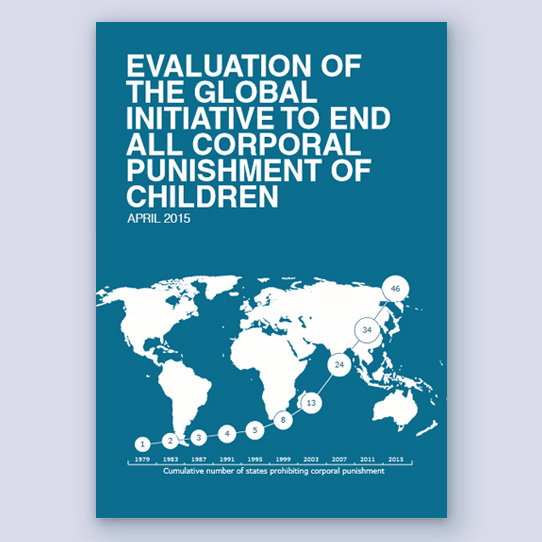 EVALUATION OF
THE GLOBAL
INITIATIVE TO END
ALL CORPORAL
PUNISHMENT OF
CHILDREN
APRIL 2015
46
34
24
13
8
5
4
3
2
1
1979 1983 1987 1991 1995 1999 2003 2007 2011 2015
Cumulative number of states prohibiting corporal punishment